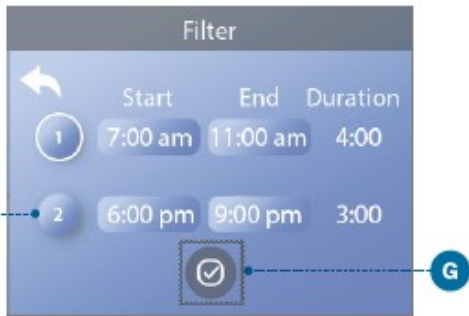 Filter
Start End Duration
1 7:00 am 11:00 am 4:00
2 6:00 pm 9:00 pm 3:00
G